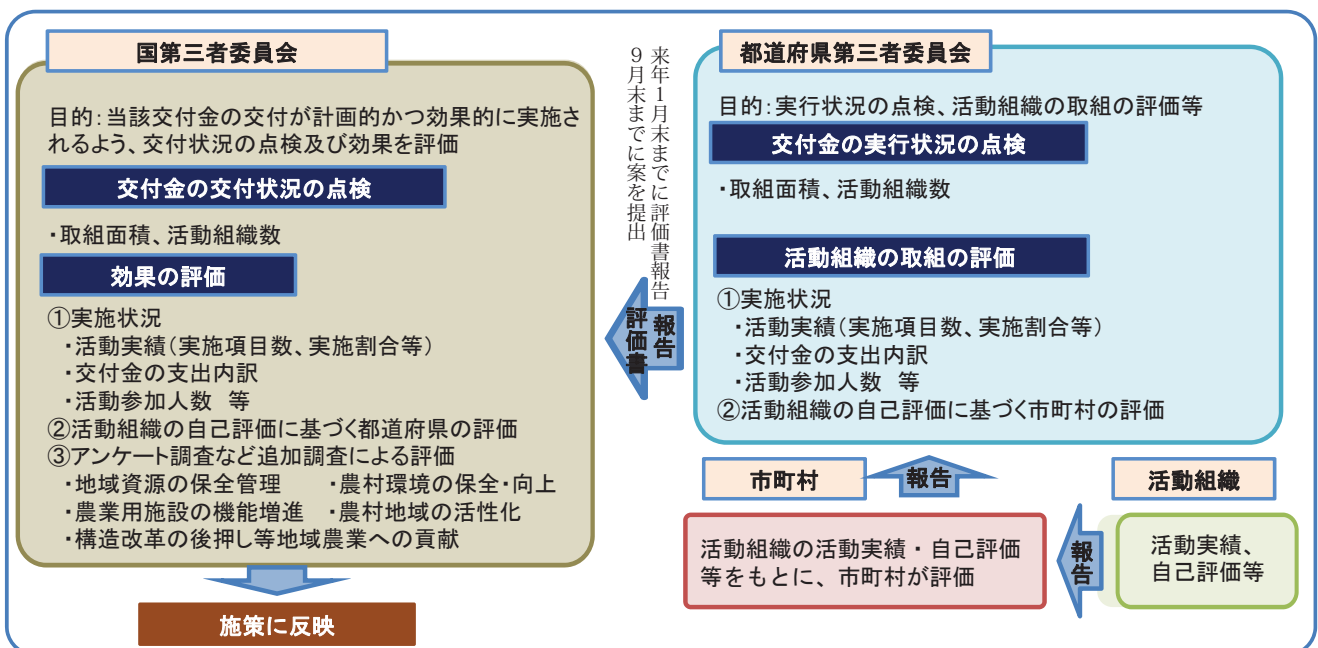 国第三者委員会
目的:当該交付金の交付が計画的かつ効果的に実施さ
れるよう、交付状況の点検及び効果を評価
交付金の交付状況の点検
・取組面積、活動組織数
効果の評価
①実施状況
・活動実績(実施項目数、実施割合等)
・交付金の支出内訳
・活動参加人数 等
②活動組織の自己評価に基づく都道府県の評価
③アンケート調査など追加調査による評価
・地域資源の保全管理 ・農村環境の保全・向上
・農業用施設の機能増進 ・農村地域の活性化
・構造改革の後押し等地域農業への貢献
施策に反映
来年1月末までに評価書報告
9月末までに案を提出
報告
評価書
都道府県第三者委員会
目的:実行状況の点検、活動組織の取組の評価等
交付金の実行状況の点検
・取組面積、活動組織数
活動組織の取組の評価
①実施状況
・活動実績(実施項目数、実施割合等)
・交付金の支出内訳
・活動参加人数 等
②活動組織の自己評価に基づく市町村の評価
市町村
報告
活動組織
活動組織の活動実績・自己評価
等をもとに、市町村が評価
報告
活動実績、
自己評価等